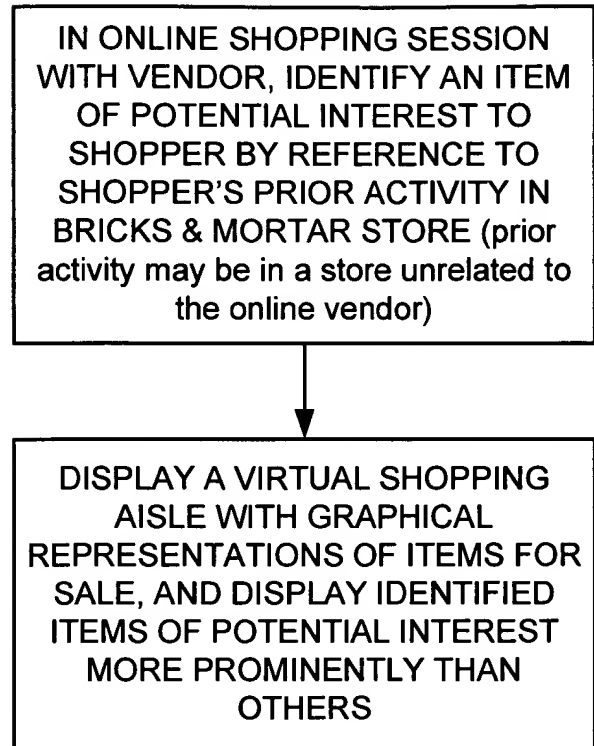 IN ONLINE SHOPPING SESSION
WITH VENDOR, IDENTIFY AN ITEM
OF POTENTIAL INTEREST TO
SHOPPER BY REFERENCE TO
SHOPPER'S PRIOR ACTIVITY IN
BRICKS & MORTAR STORE (prior
activity may be in a store unrelated to
the online vendor)
DISPLAY A VIRTUAL SHOPPING
AISLE WITH GRAPHICAL
REPRESENTATIONS OF ITEMS FOR
SALE, AND DISPLAY IDENTIFIED
ITEMS OF POTENTIAL INTEREST
MORE PROMINENTLY THAN
OTHERS